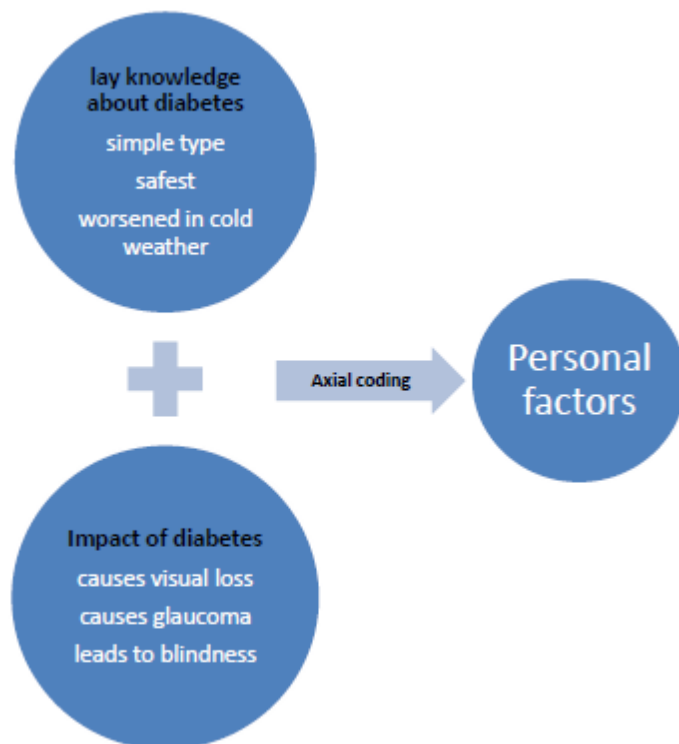 lay knowledge
about diabetes
simple type
safest
worsened in cold
weather
Axial coding
Personal
factors
Impact of diabetes
causes visual loss
causes glaucoma
leads to blindness